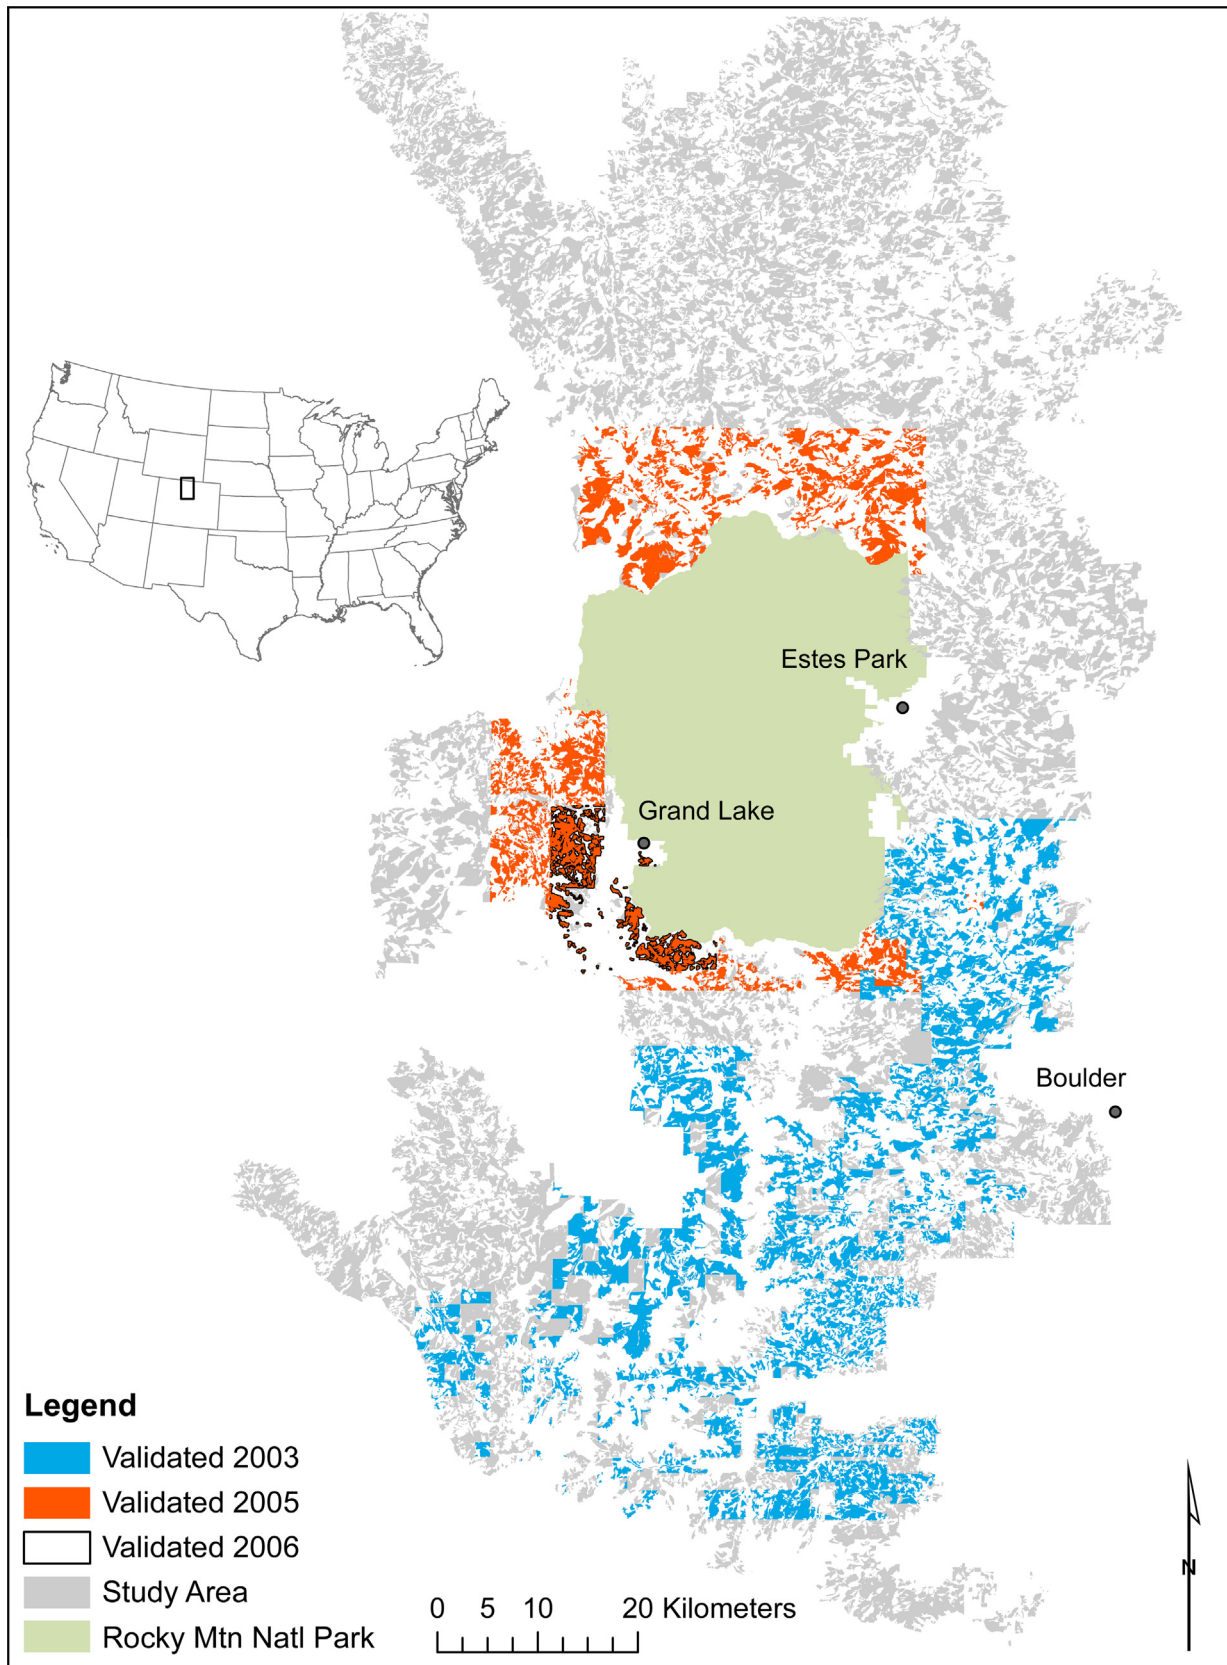 Estes Park
Grand Lake
Boulder
Legend
Validated 2003
Validated 2005
Validated 2006
Study Area
Rocky Mtn Natl Park
0 5 10 20 Kilometers
N